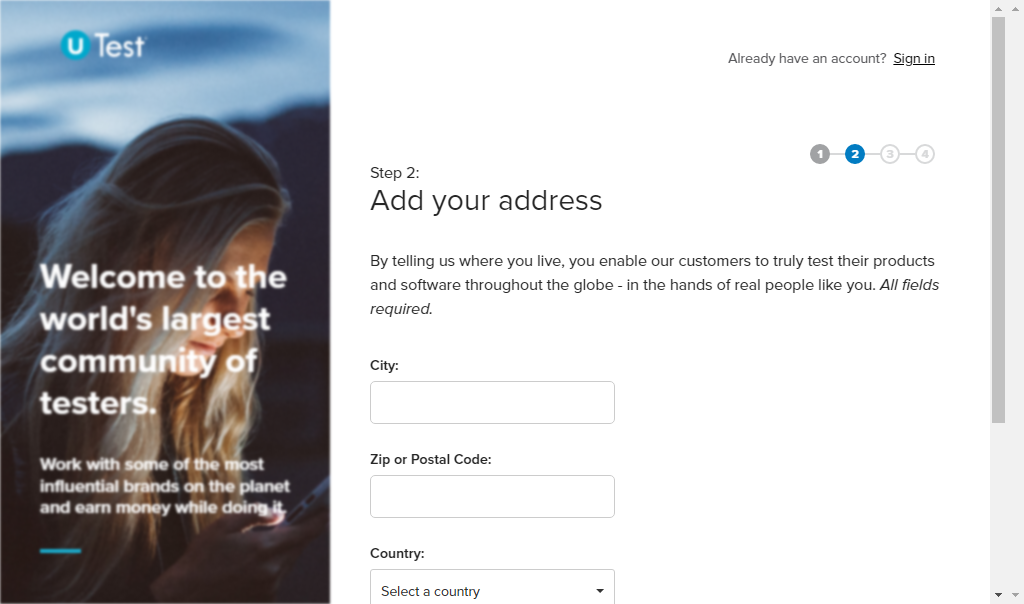 U Test
Already have an account? Sign in
1 2 3 4
Step 2:
Add your address
By telling us where you live, you enable our customers to truly test their products
and software throughout the globe - in the hands of real people like you. All fields
required.
Welcome to the
world's largest
community of
testers.
Work with some of the most
influential brands on the planet
and earn money while doing it.
City:
Zip or Postal Code:
Country:
Select a country